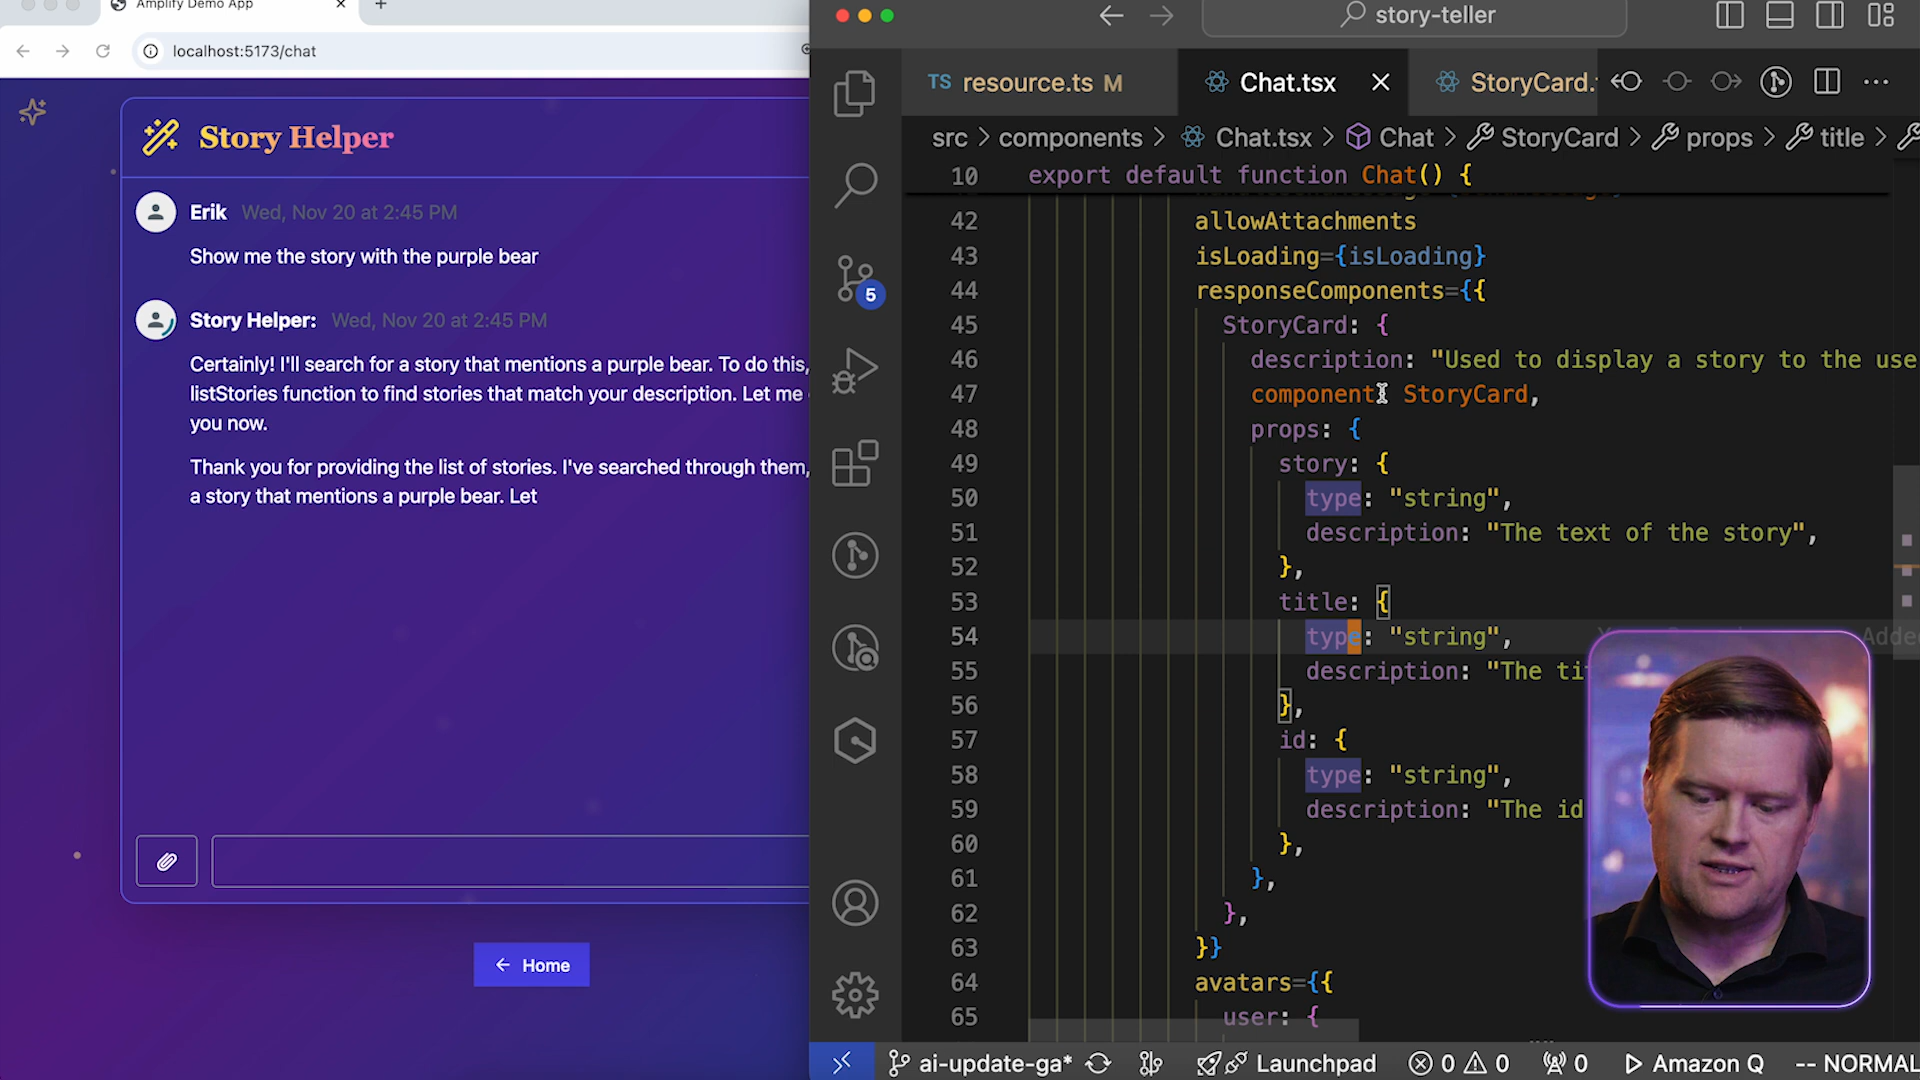 Amplify Demo App
localhost:5173/chat
Story Helper
Erik Wed, Nov 20 at 2:45 PM
Show me the story with the purple bear
Story Helper: Wed, Nov 20 at 2:45 PM
Certainly! I'll search for a story that mentions a purple bear. To do this,
listStories function to find stories that match your description. Let me
you now.
Thank you for providing the list of stories. I've searched through them,
a story that mentions a purple bear. Let
← Home
story-teller
TS resource.ts M
Chat.tsx
StoryCard.
src > components > Chat.tsx > Chat > StoryCard > props > title >
5
10 export default function Chat() {
42 allowAttachments
43 isLoading={isLoading}
44 responseComponents={{
45 StoryCard: {
46 description: "Used to display a story to the use
47 component: StoryCard,
48 props: {
49 story: {
50 type: "string",
51 description: "The text of the story",
52 },
53 title: {
54 type: "string",
Added
55 description: "The ti
56 },
57 id: {
58 type: "string",
59 description: "The id
60 },
61 },
62 },
63 }}
64 avatars={{
65 user: {
ai-update-ga* Launchpad 0 0 0 Amazon Q -- NORMAL